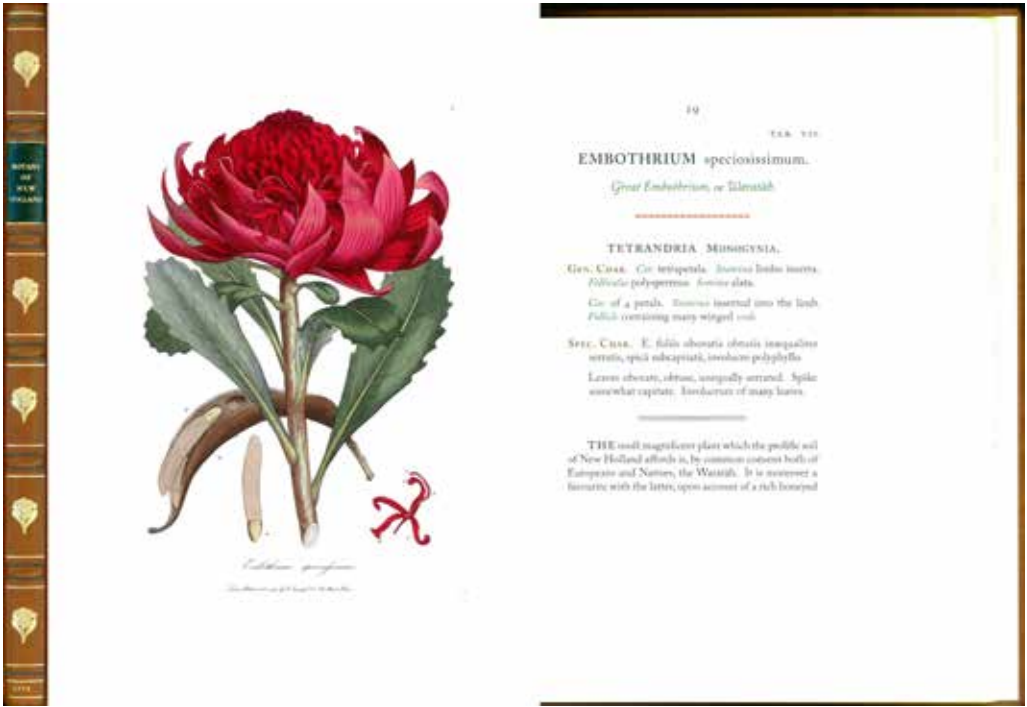 BOTANY
OF
NEW
HOLLAND
19
TAB. VII
EMBOTHRIUM speciosissimum.
Great Embothrium, or Waratah.
TETRANDRIA MONOGYNIA.
GEN. CHAR. Cor. tetrapetala. Stamina limbo inserta.
Folliculus polyspermus. Semina alata.
Cor. of 4 petals. Stamina inserted into the limb
Follicle containing many winged seeds
SPEC. CHAR. E. foliis obovatis obtusis inæqualiter
serratis, spicâ subcapitatâ, involucro polyphyllo.
Leaves obovate, obtuse, unequally serrated. Spike
somewhat capitate. Involucrum of many leaves.
THE most magnificent plant which the prolific soil
of New Holland affords is, by common consent both of
Europeans and Natives, the Waratah. It is moreover a
favourite with the latter, upon account of a rich honeyed